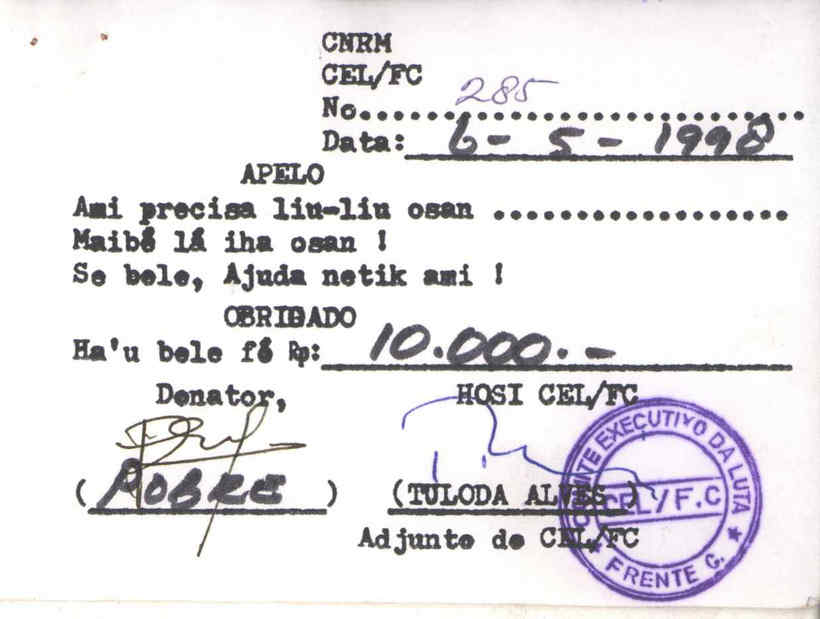 CNRM
CEL/FC
No.....285.....................
Data: 6 - 5 - 1998
APELO
Ami precisa liu-liu osan ..................
Maibé lá iha osan !
Se bele, Ajuda netik ami !
OBRIGADO
Ha'u bele fó Rp: 10.000.-
Donator,
HOSI CEL/FC
(POBRE)
(TULODA ALVES)
Adjunto do CEL/FC
COMITE EXECUTIVO DA LUTA
CEL/F.C
★ FRENTE C. ★